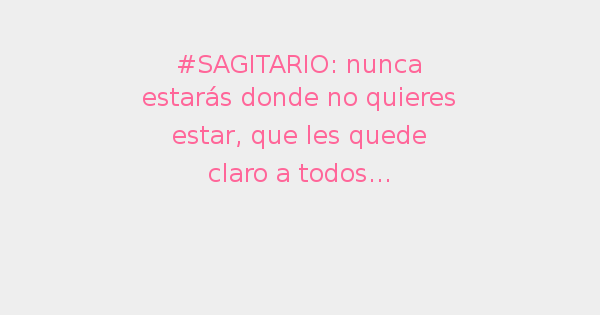 #SAGITARIO: nunca
estarás donde no quieres
estar, que les quede
claro a todos...